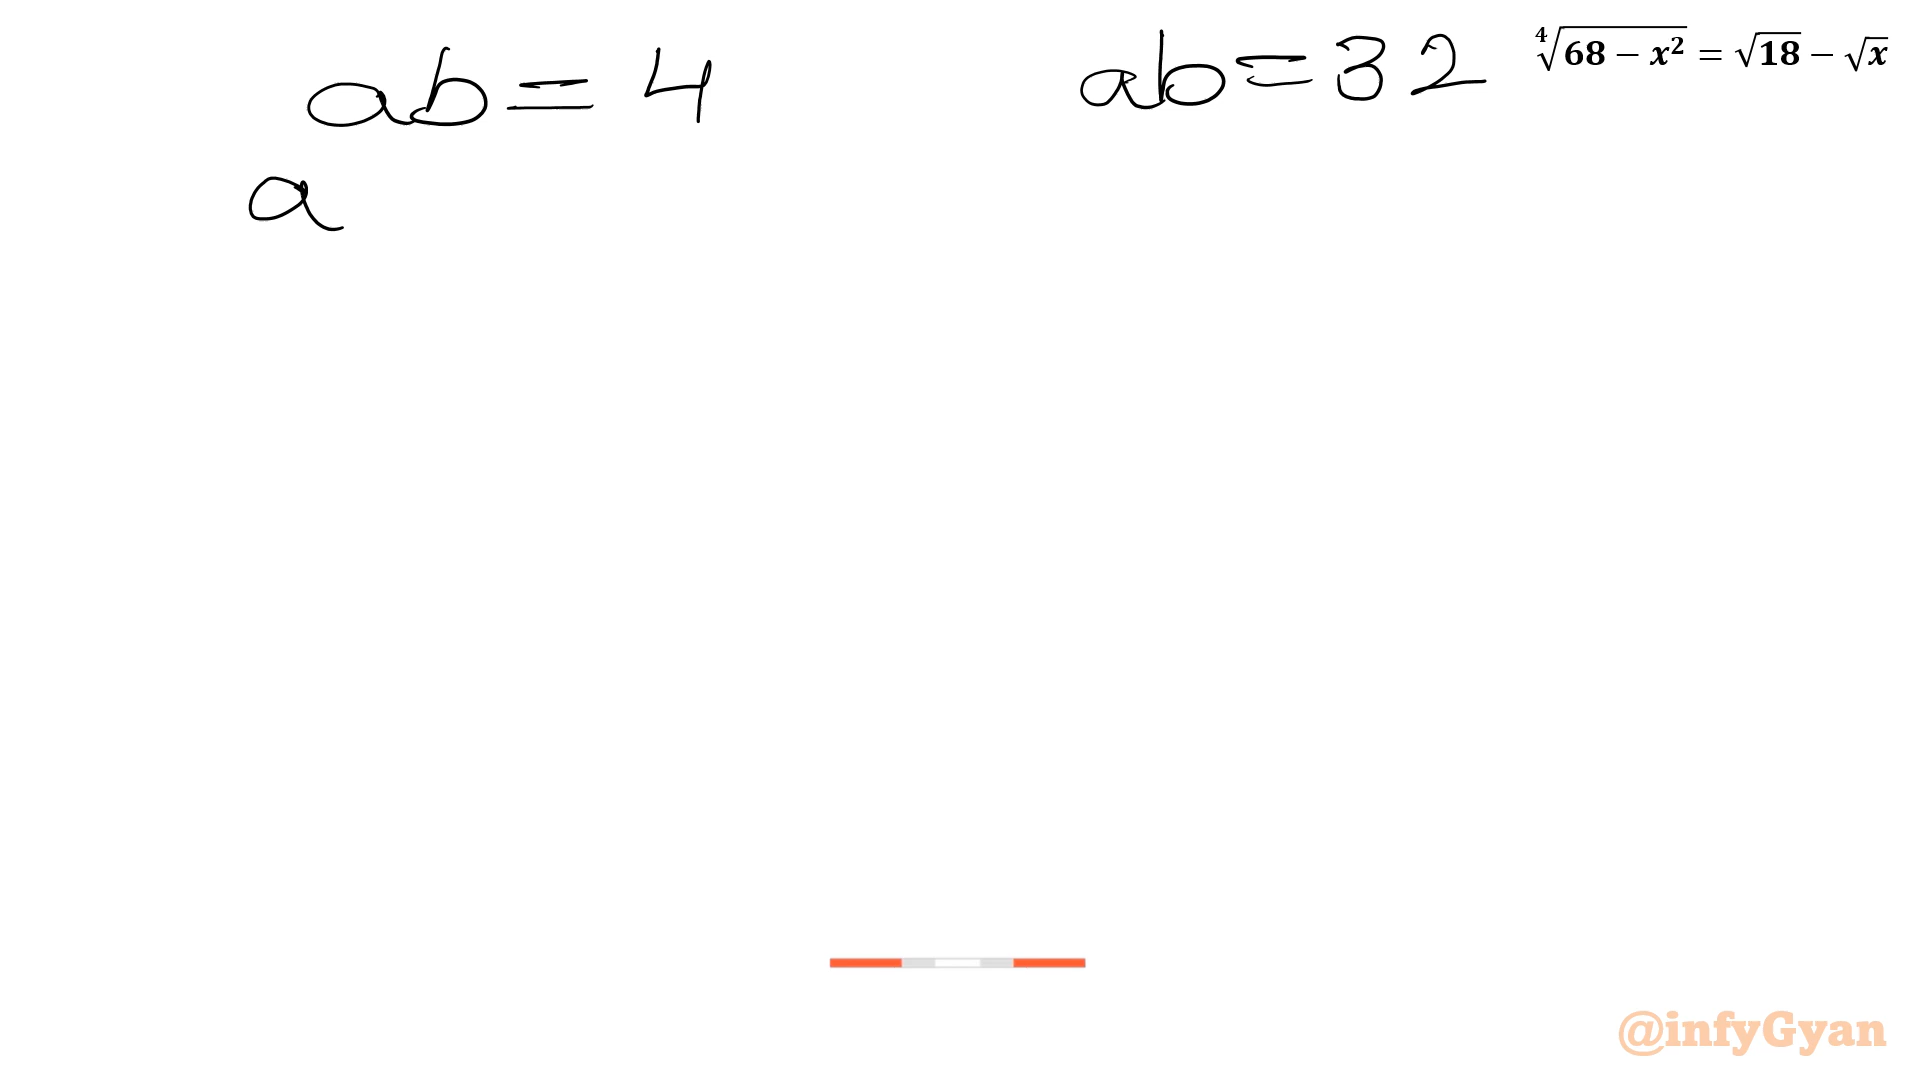 ab = 4
ab = 32
∜(68 − x²) = √18 − √x
a
@infyGyan